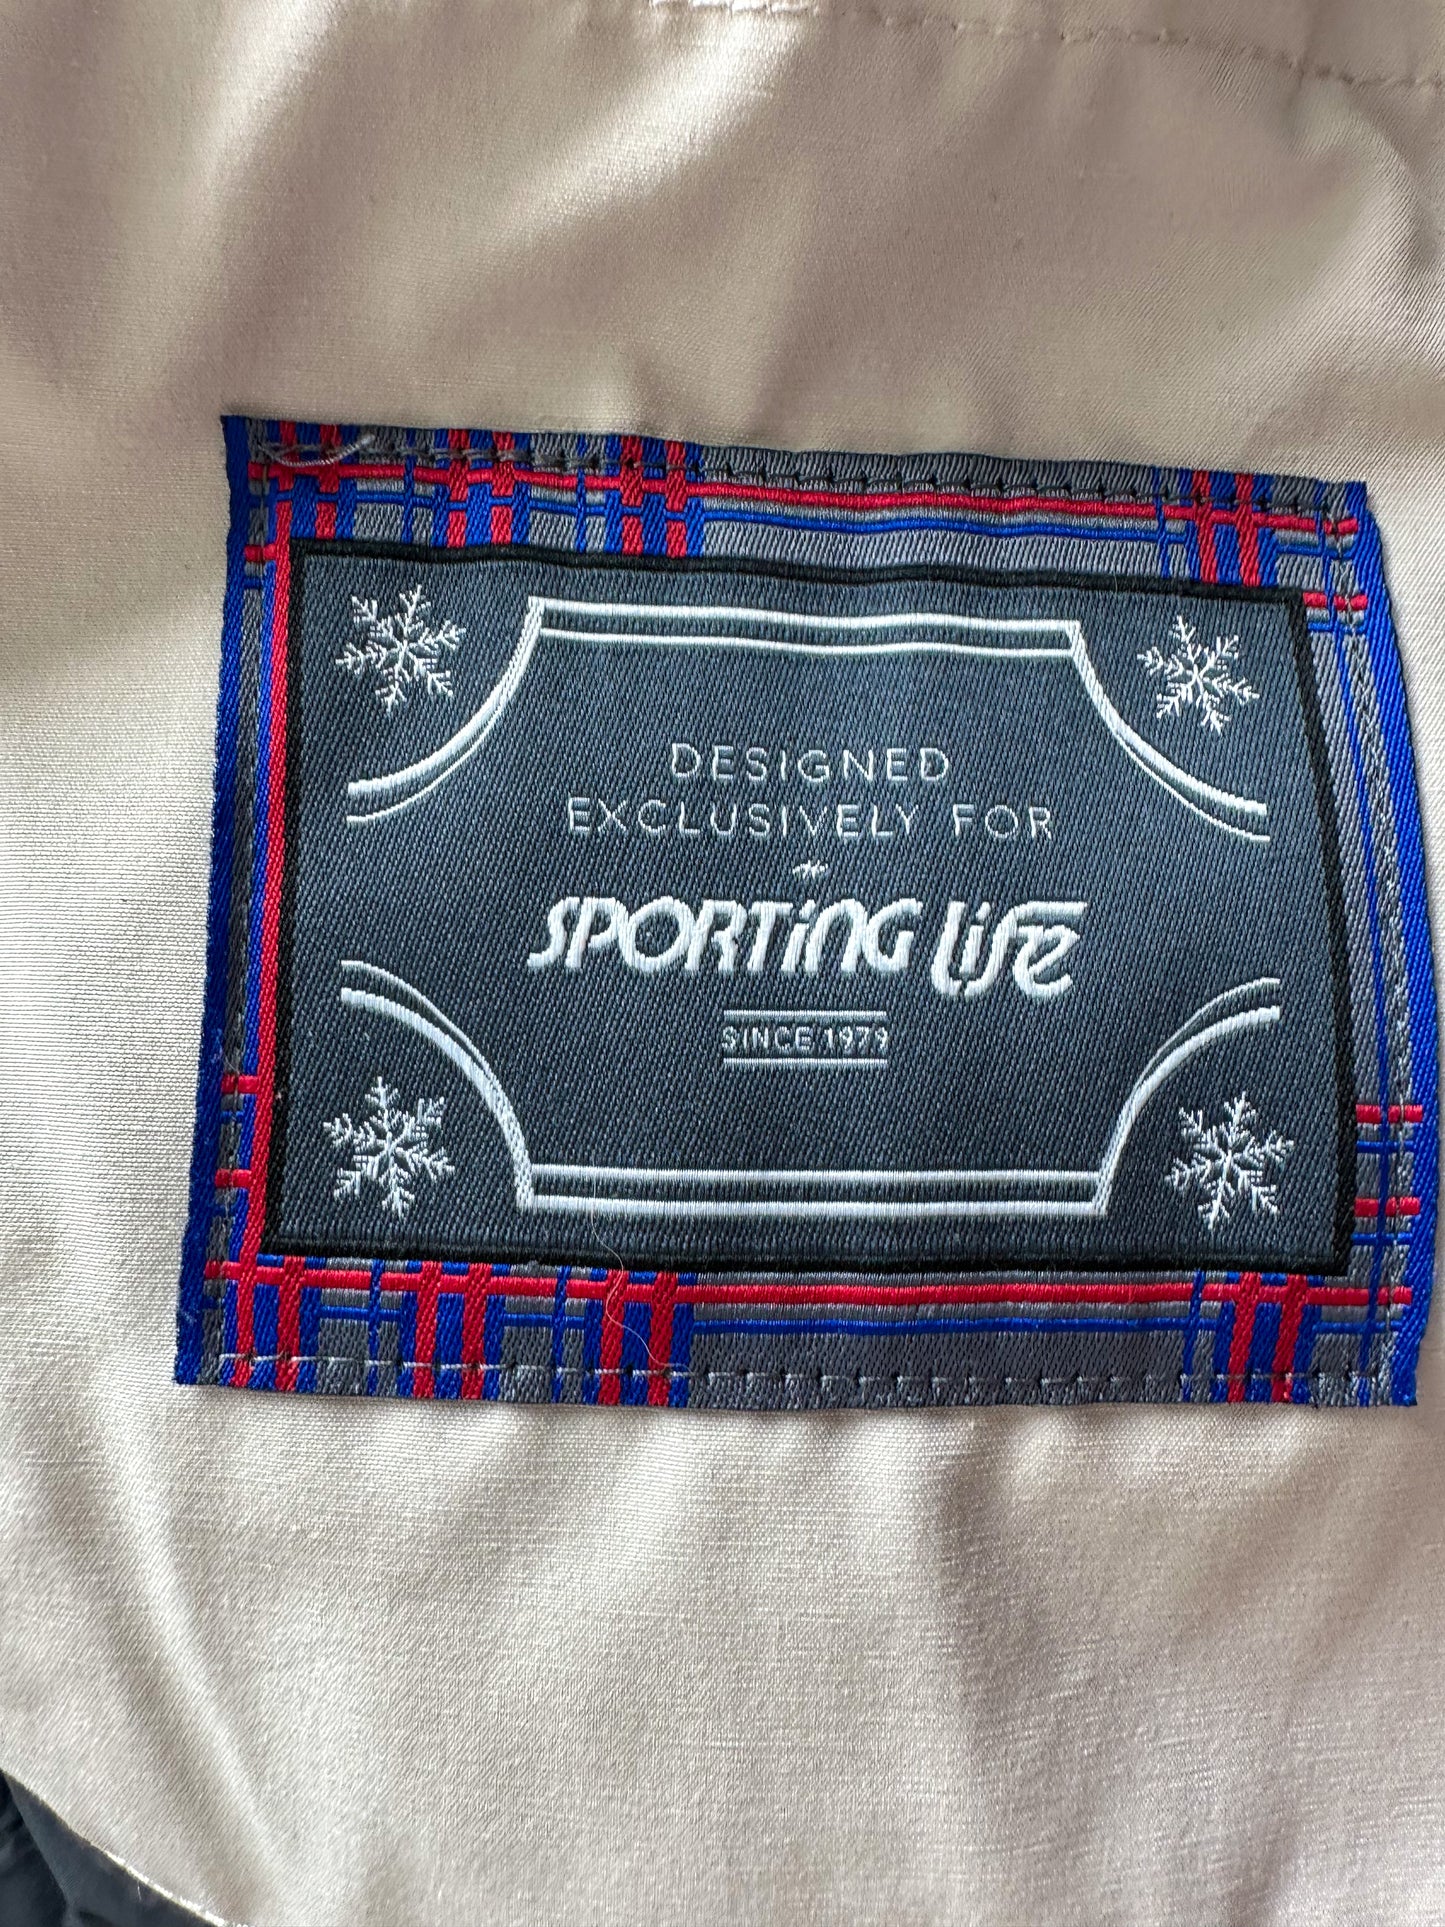 DESIGNED
EXCLUSIVELY FOR
SPORTiNG LiFe
SINCE 1979